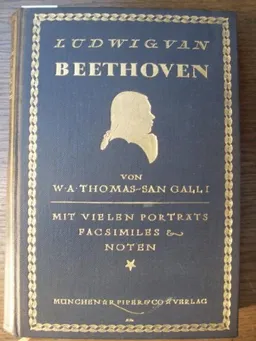 LUDWIG VAN
BEETHOVEN
VON
W·A·THOMAS-SAN GALLI
MIT VIELEN PORTRÄTS
FACSIMILES &
NOTEN
MÜNCHEN R·PIPER & CO VERLAG